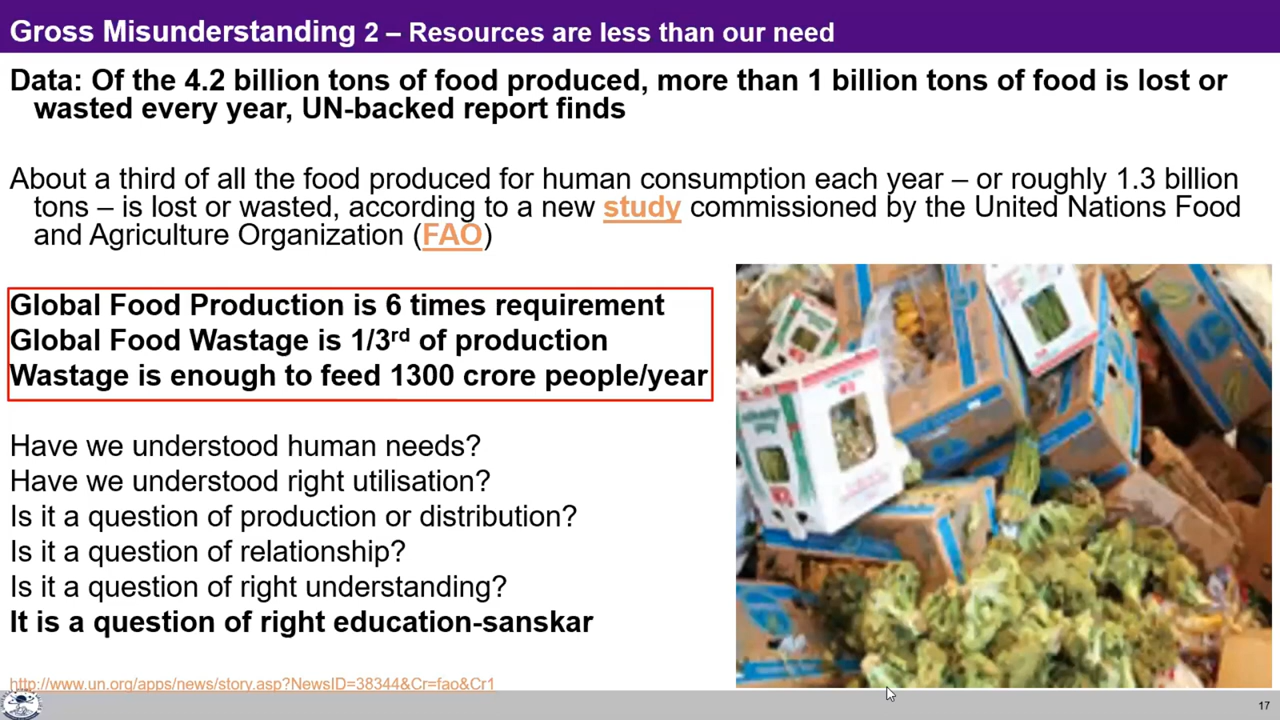 Gross Misunderstanding 2 – Resources are less than our need
Data: Of the 4.2 billion tons of food produced, more than 1 billion tons of food is lost or
wasted every year, UN-backed report finds
About a third of all the food produced for human consumption each year – or roughly 1.3 billion
tons – is lost or wasted, according to a new study commissioned by the United Nations Food
and Agriculture Organization (FAO)
Global Food Production is 6 times requirement
Global Food Wastage is 1/3rd of production
Wastage is enough to feed 1300 crore people/year
Have we understood human needs?
Have we understood right utilisation?
Is it a question of production or distribution?
Is it a question of relationship?
Is it a question of right understanding?
It is a question of right education-sanskar
http://www.un.org/apps/news/story.asp?NewsID=38344&Cr=fao&Cr1
17